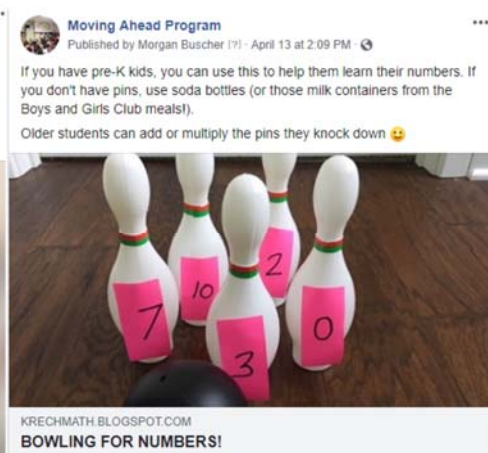 Moving Ahead Program
Published by Morgan Buscher [?] · April 13 at 2:09 PM ·
If you have pre-K kids, you can use this to help them learn their numbers. If
you don't have pins, use soda bottles (or those milk containers from the
Boys and Girls Club meals!).
Older students can add or multiply the pins they knock down
10
2
7
0
3
KRECHMATH.BLOGSPOT.COM
BOWLING FOR NUMBERS!